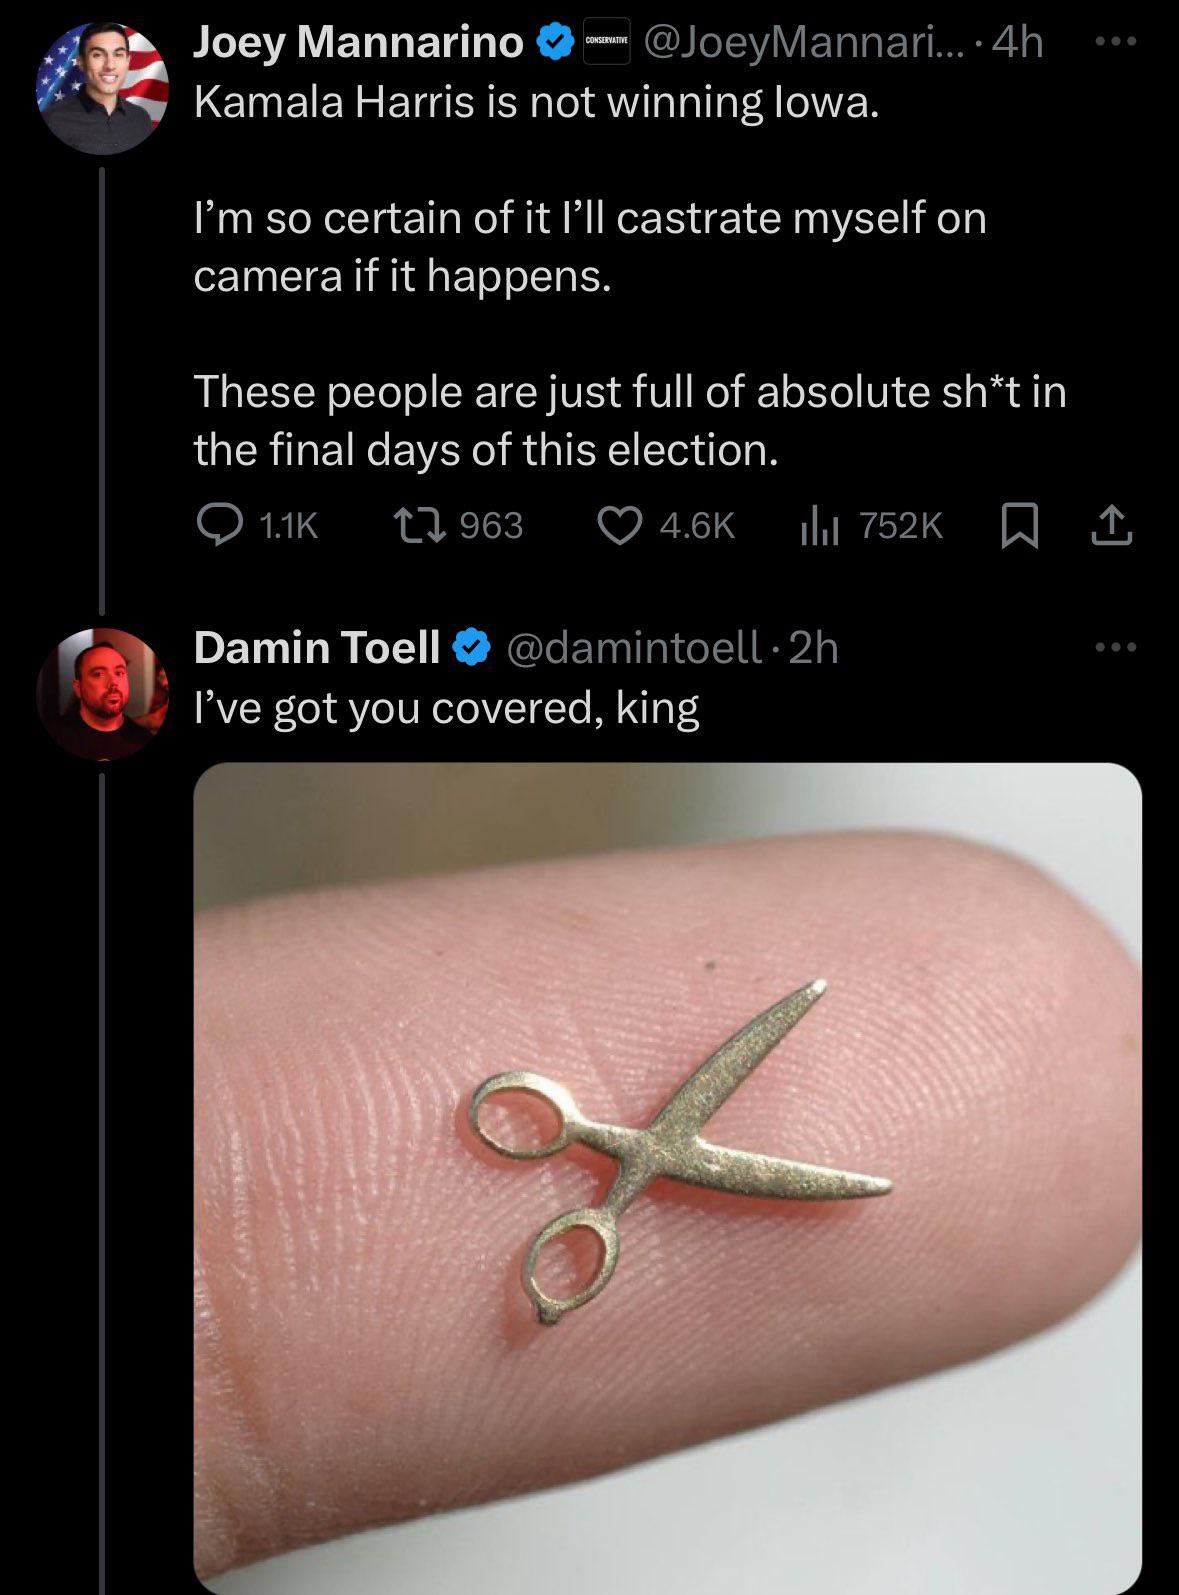 Joey Mannarino CONSERVATIVE @JoeyMannari... · 4h
Kamala Harris is not winning Iowa.
I’m so certain of it I’ll castrate myself on
camera if it happens.
These people are just full of absolute sh*t in
the final days of this election.
1.1K 963 4.6K 752K
Damin Toell @damintoell · 2h
I’ve got you covered, king